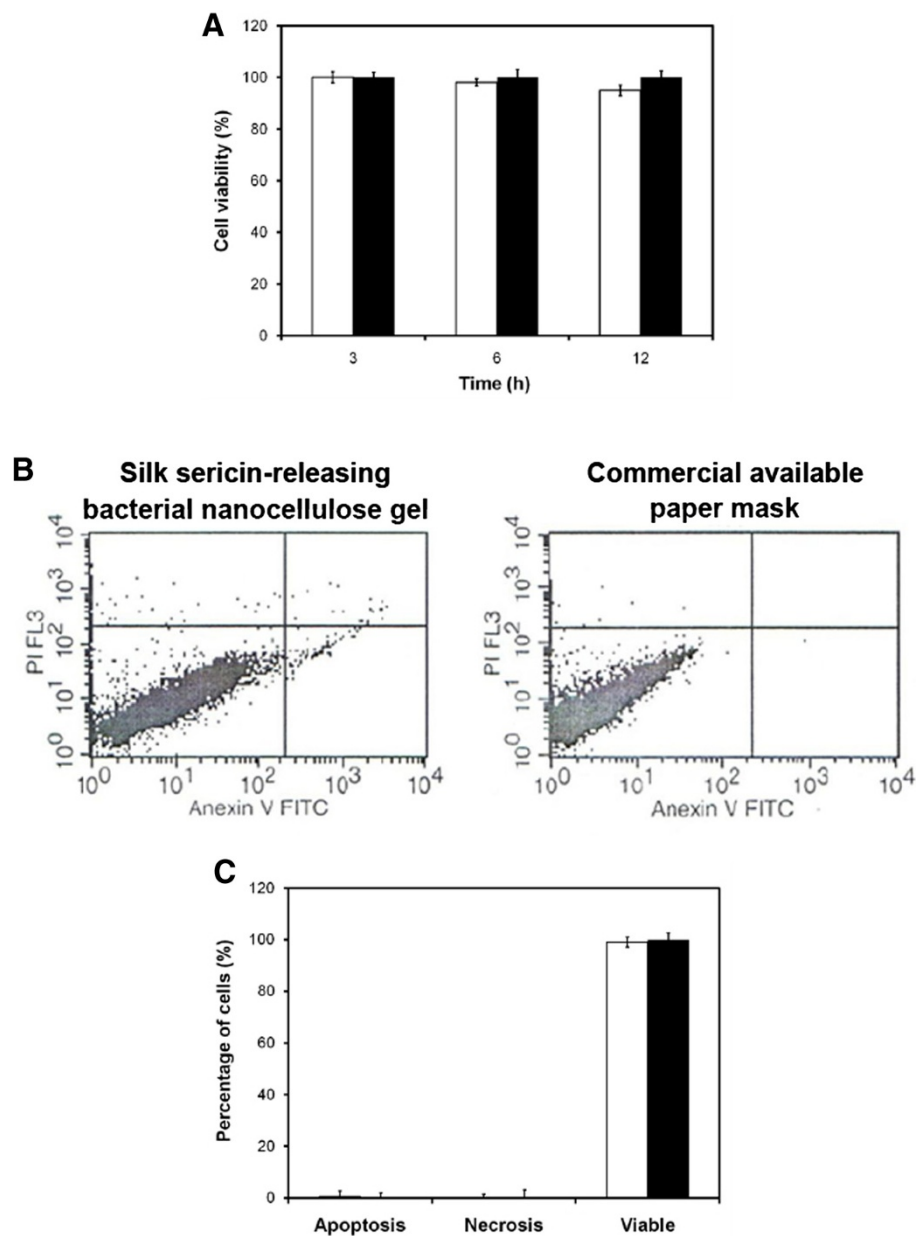 A
120
100
80
60
40
20
0
Cell viability (%)
3 6 12
Time (h)
B
Silk sericin-releasing
bacterial nanocellulose gel
10^4
10^3
10^2
10^1
10^0
PI FL3
10^0 10^1 10^2 10^3 10^4
Anexin V FITC
Commercial available
paper mask
10^4
10^3
10^2
10^1
10^0
PI FL3
10^0 10^1 10^2 10^3 10^4
Anexin V FITC
C
120
100
80
60
40
20
0
Percentage of cells (%)
Apoptosis Necrosis Viable